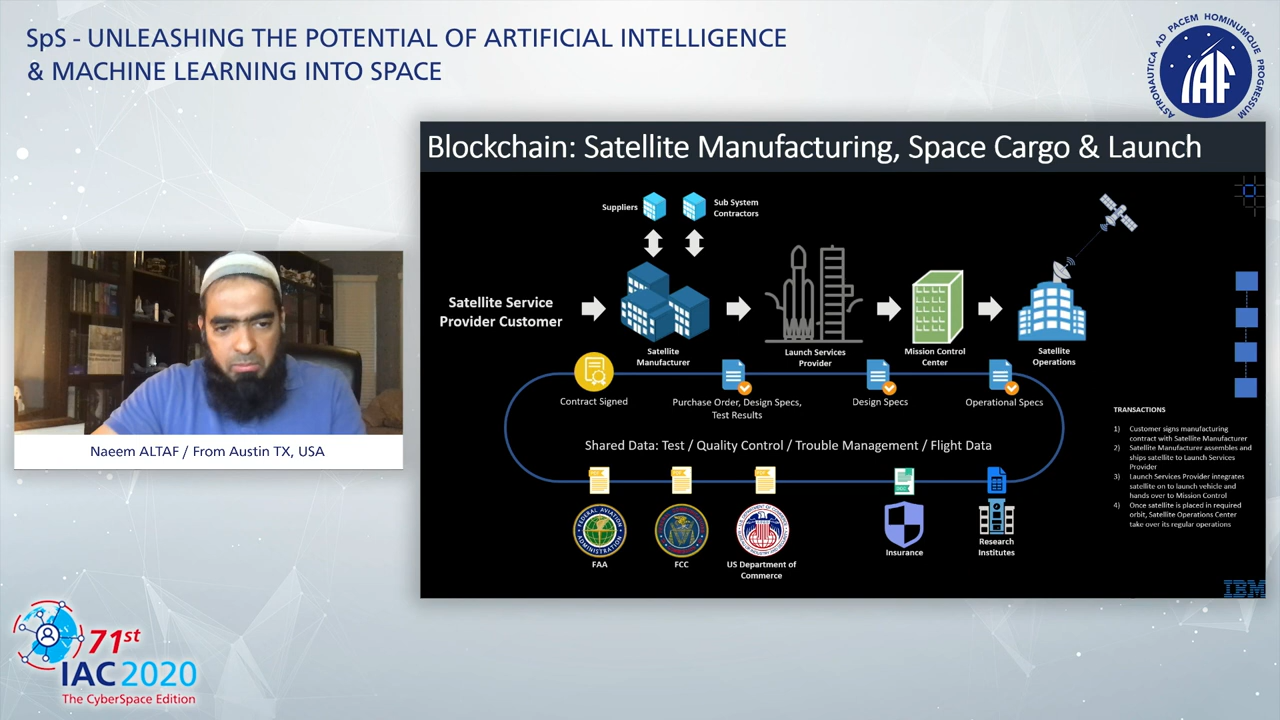 SpS - UNLEASHING THE POTENTIAL OF ARTIFICIAL INTELLIGENCE
& MACHINE LEARNING INTO SPACE
ASTRONAUTICA AD PACEM HOMINUMQUE PROGRESSUM
IAF
Blockchain: Satellite Manufacturing, Space Cargo & Launch
Suppliers
Sub System
Contractors
Satellite Service
Provider Customer
Satellite
Manufacturer
Launch Services
Provider
Mission Control
Center
Satellite
Operations
Contract Signed
Purchase Order, Design Specs,
Test Results
Design Specs
Operational Specs
Shared Data: Test / Quality Control / Trouble Management / Flight Data
TRANSACTIONS
1) Customer signs manufacturing
contract with Satellite Manufacturer
2) Satellite Manufacturer assembles and
ships satellite to Launch Services
Provider
3) Launch Services Provider integrates
satellite on to launch vehicle and
hands over to Mission Control
4) Once satellite is placed in required
orbit, Satellite Operations Center
take over its regular operations
FEDERAL AVIATION
ADMINISTRATION
FAA
FCC
US Department of
Commerce
Insurance
Research
Institutes
IBM
Naeem ALTAF / From Austin TX, USA
71st
IAC 2020
The CyberSpace Edition